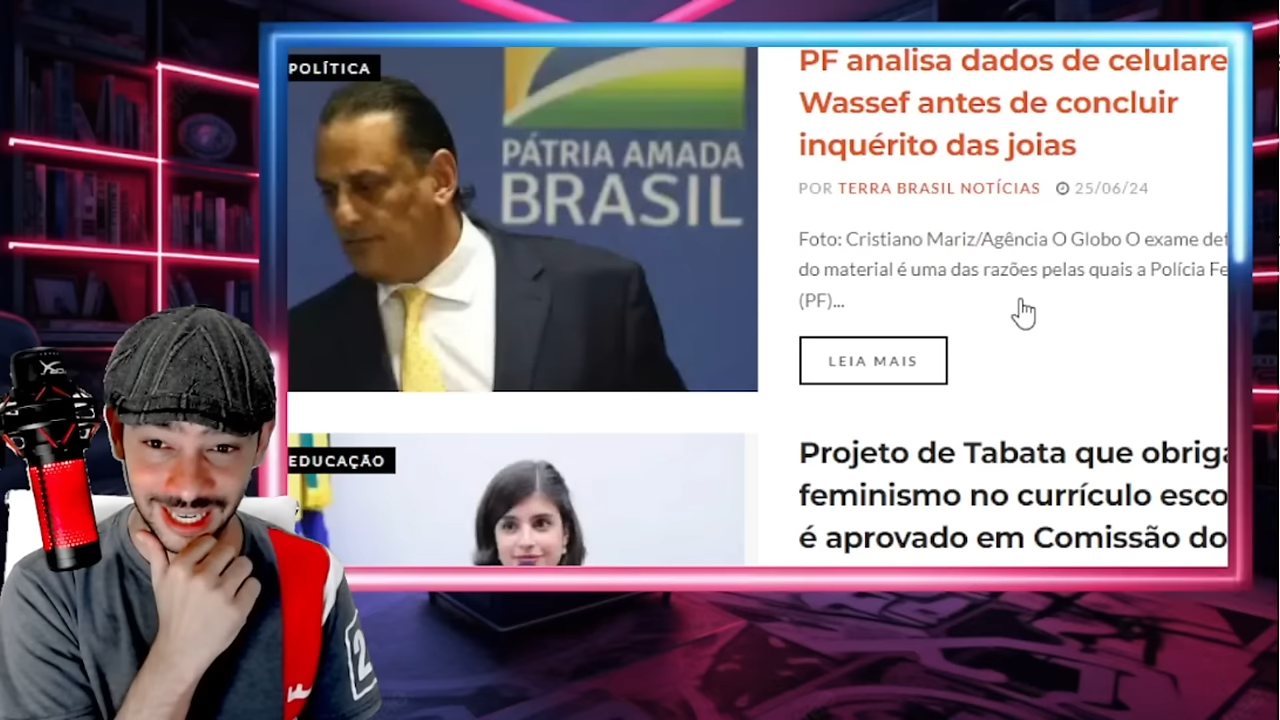 POLÍTICA
PÁTRIA AMADA
BRASIL
PF analisa dados de celulare
Wassef antes de concluir
inquérito das joias
POR TERRA BRASIL NOTÍCIAS 25/06/24
Foto: Cristiano Mariz/Agência O Globo O exame det
do material é uma das razões pelas quais a Polícia Fe
(PF)...
LEIA MAIS
EDUCAÇÃO
Projeto de Tabata que obriga
feminismo no currículo esco
é aprovado em Comissão do
2